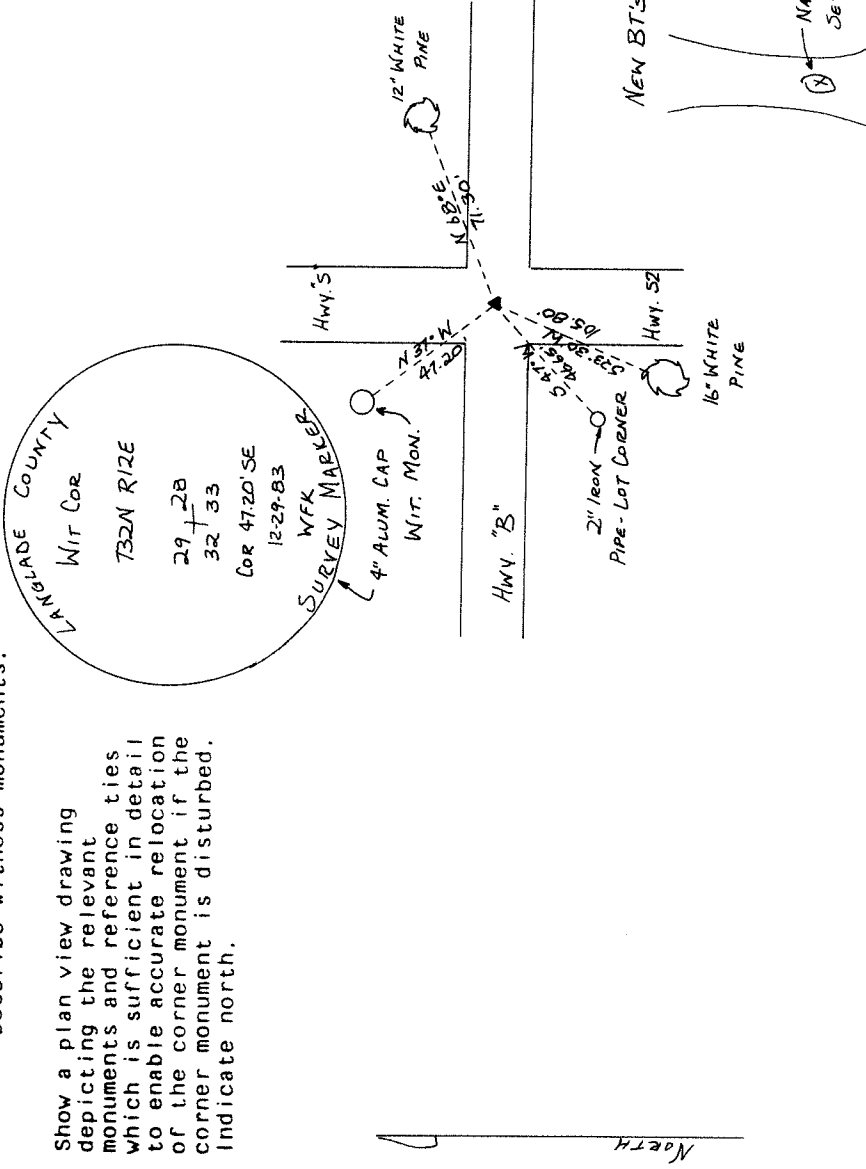 Show a plan view drawing
depicting the relevant
monuments and reference ties
which is sufficient in detail
to enable accurate relocation
of the corner monument if the
corner monument is disturbed.
Indicate north.
NORTH
LANGLADE COUNTY
WIT COR
T32N R12E
29 28
32 33
COR 47.20' SE
12-29-83
WFK
SURVEY MARKER
4" ALUM. CAP
WIT. MON.
HWY. "S"
N 37° W
47.20'
12" WHITE
PINE
N 68° E
71.30'
HWY. "B"
2" IRON
PIPE - LOT CORNER
S 47° W
S 23° 30' W
105.80'
HWY. 52
16" WHITE
PINE
NEW BT'S